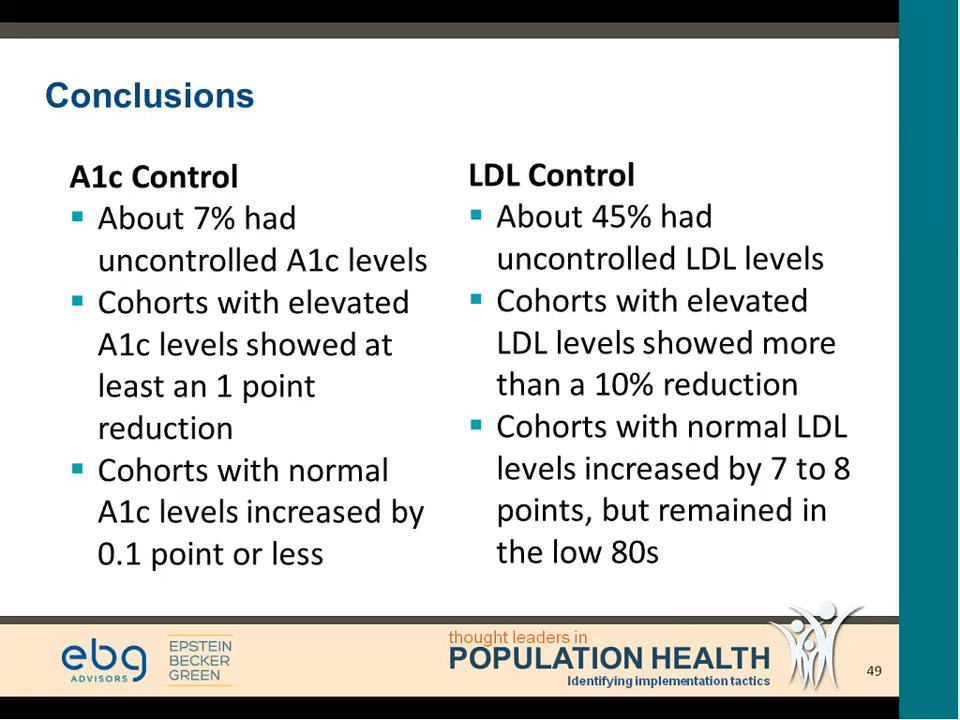 Conclusions
A1c Control
▪ About 7% had
uncontrolled A1c levels
▪ Cohorts with elevated
A1c levels showed at
least an 1 point
reduction
▪ Cohorts with normal
A1c levels increased by
0.1 point or less
LDL Control
▪ About 45% had
uncontrolled LDL levels
▪ Cohorts with elevated
LDL levels showed more
than a 10% reduction
▪ Cohorts with normal LDL
levels increased by 7 to 8
points, but remained in
the low 80s
ebg
ADVISORS
EPSTEIN
BECKER
GREEN
thought leaders in
POPULATION HEALTH
Identifying implementation tactics
49